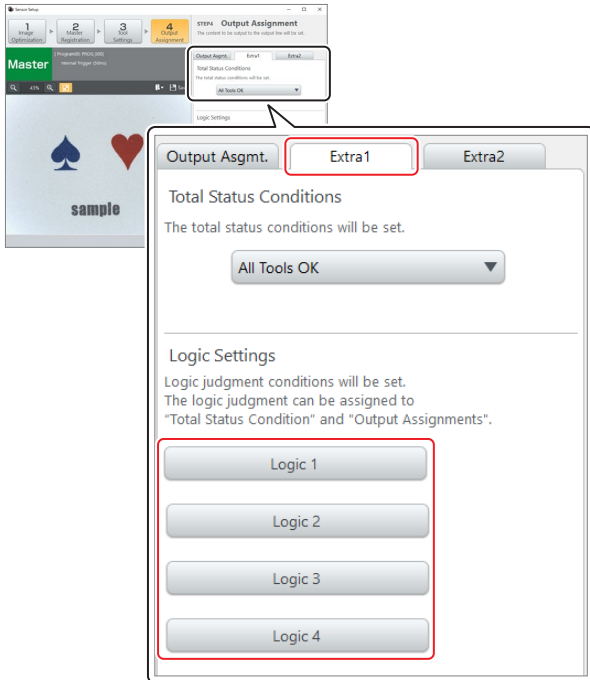 Sensor Setup
1
Image
Optimization
2
Master
Registration
3
Tool
Settings
4
Output
Assignment
STEP4 Output Assignment
The content to be output to the output line will be set.
Master
Internal Trigger (50ms)
43%
sample
Output Asgmt.
Extra1
Extra2
Total Status Conditions
The total status conditions will be set.
All Tools OK
Logic Settings
Output Asgmt.
Extra1
Extra2
Total Status Conditions
The total status conditions will be set.
All Tools OK
Logic Settings
Logic judgment conditions will be set.
The logic judgment can be assigned to
"Total Status Condition" and "Output Assignments".
Logic 1
Logic 2
Logic 3
Logic 4